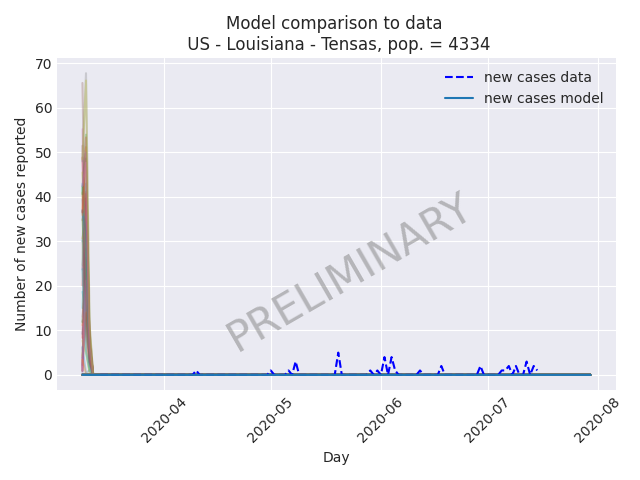 Model comparison to data
US - Louisiana - Tensas, pop. = 4334
70
60
50
40
30
20
10
0
Number of new cases reported
new cases data
new cases model
PRELIMINARY
2020-04
2020-05
2020-06
2020-07
2020-08
Day